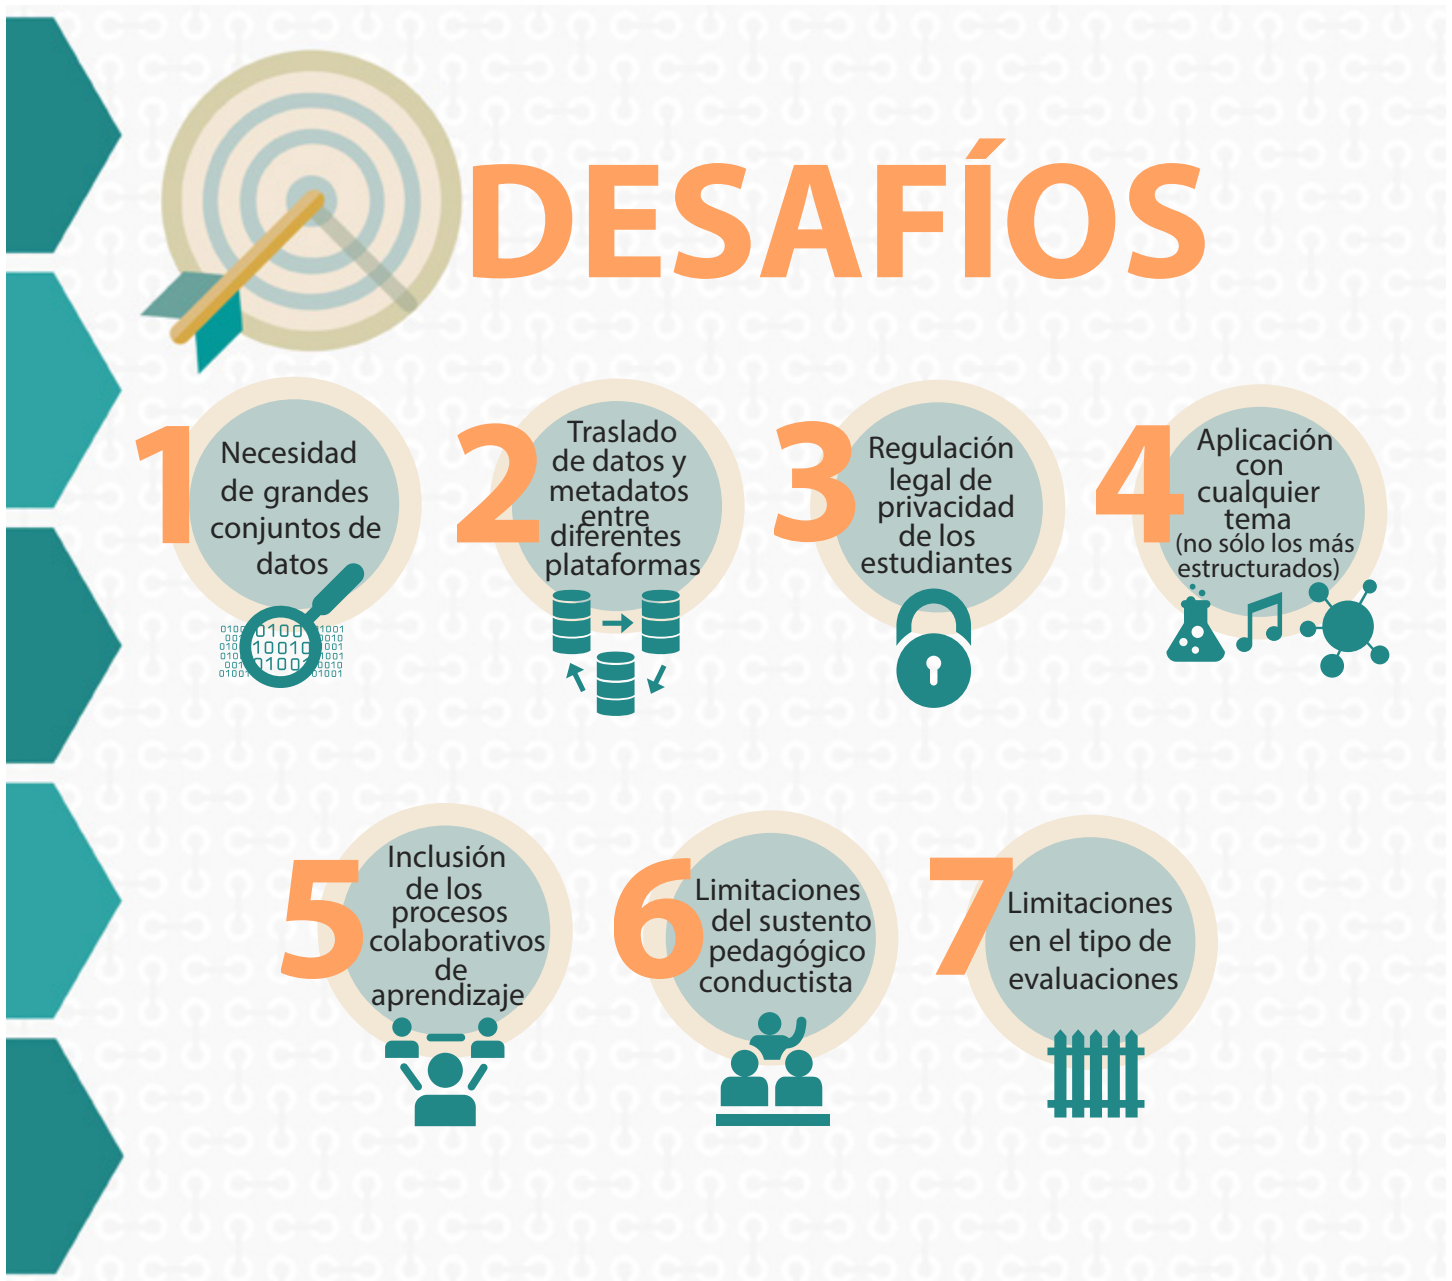 DESAFÍOS
1
Necesidad
de grandes
conjuntos de
datos
2
Traslado
de datos y
metadatos
entre
diferentes
plataformas
3
Regulación
legal de
privacidad
de los
estudiantes
4
Aplicación
con
cualquier
tema
(no sólo los más
estructurados)
5
Inclusión
de los
procesos
colaborativos
de
aprendizaje
6
Limitaciones
del sustento
pedagógico
conductista
7
Limitaciones
en el tipo de
evaluaciones